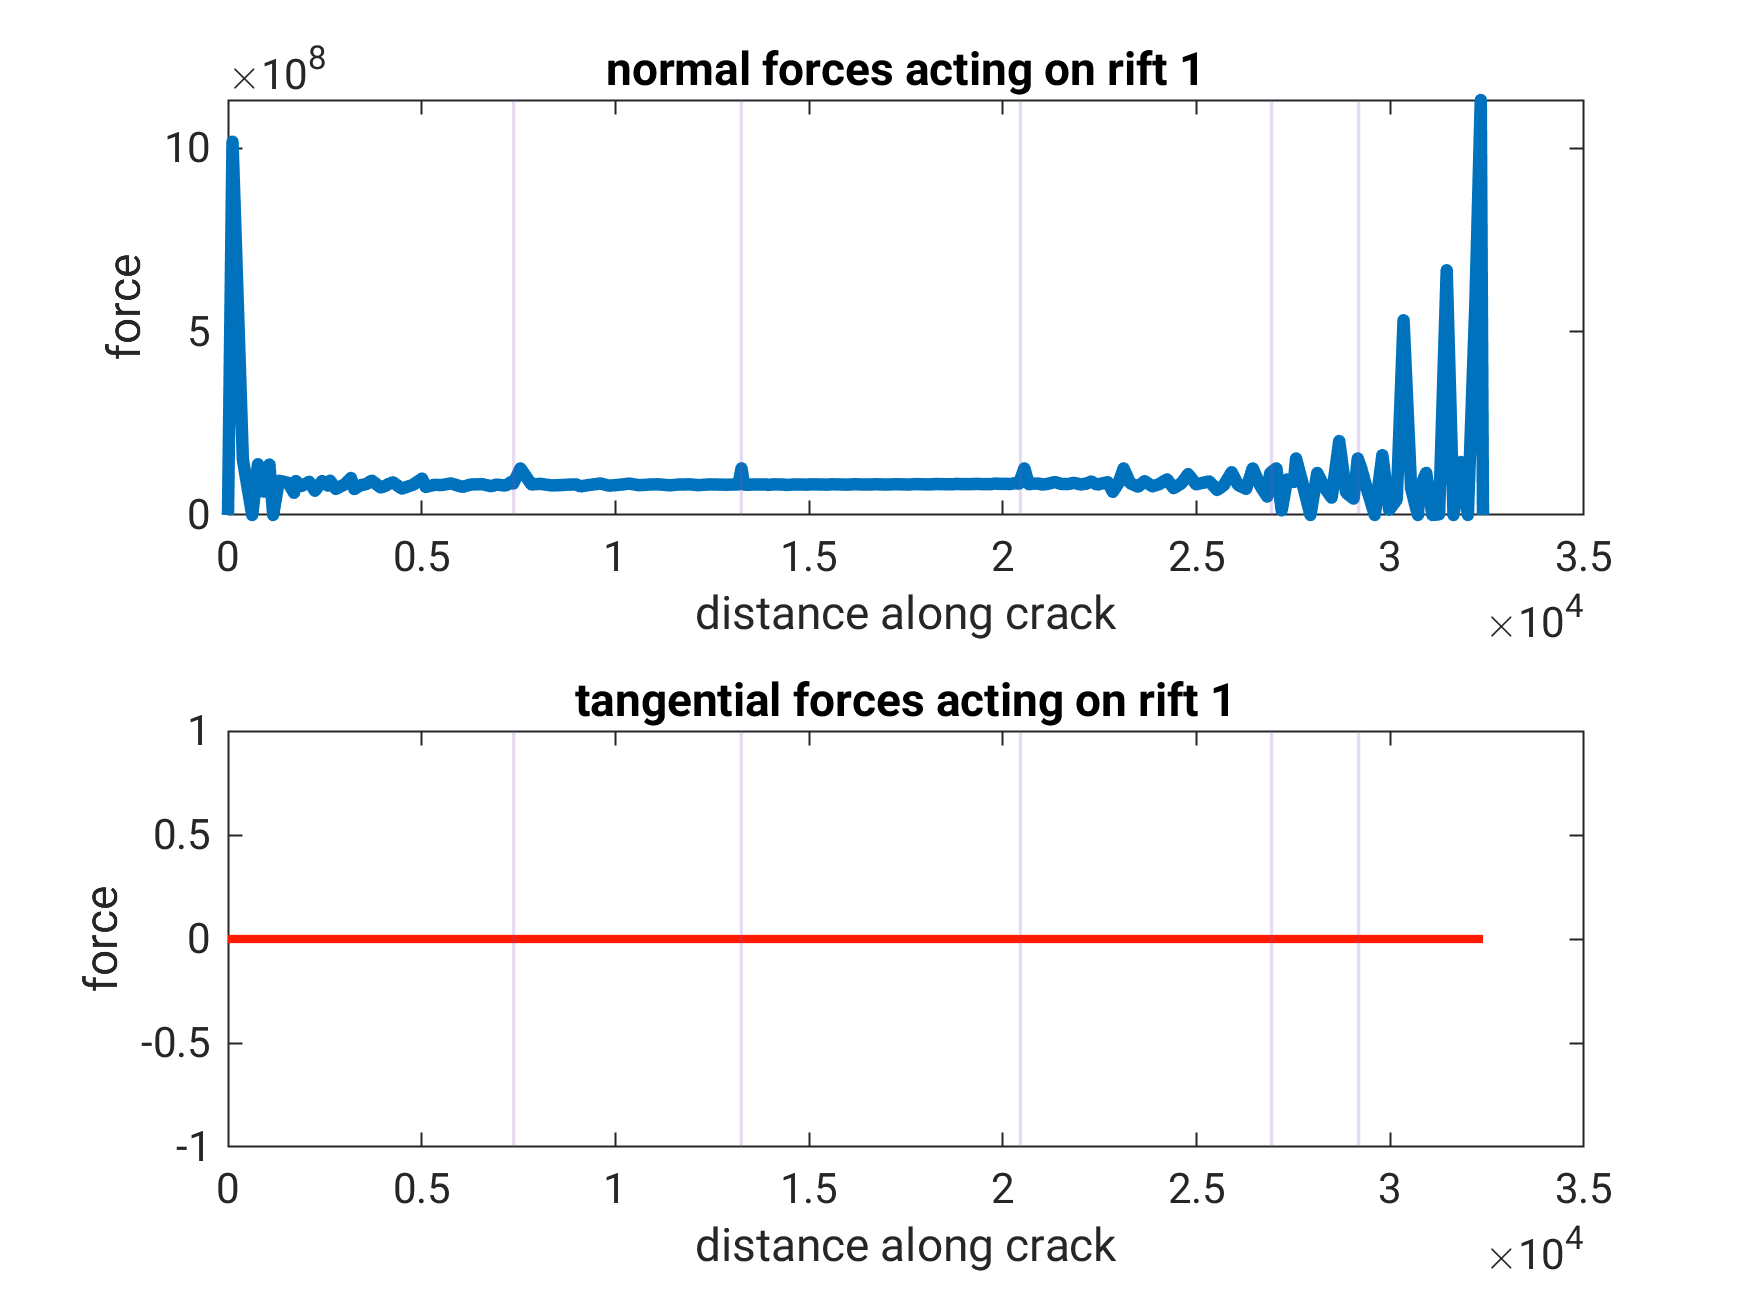 ×10^8
normal forces acting on rift 1
10
5
0
force
0 0.5 1 1.5 2 2.5 3 3.5
distance along crack
×10^4
tangential forces acting on rift 1
1
0.5
0
-0.5
-1
force
0 0.5 1 1.5 2 2.5 3 3.5
distance along crack
×10^4